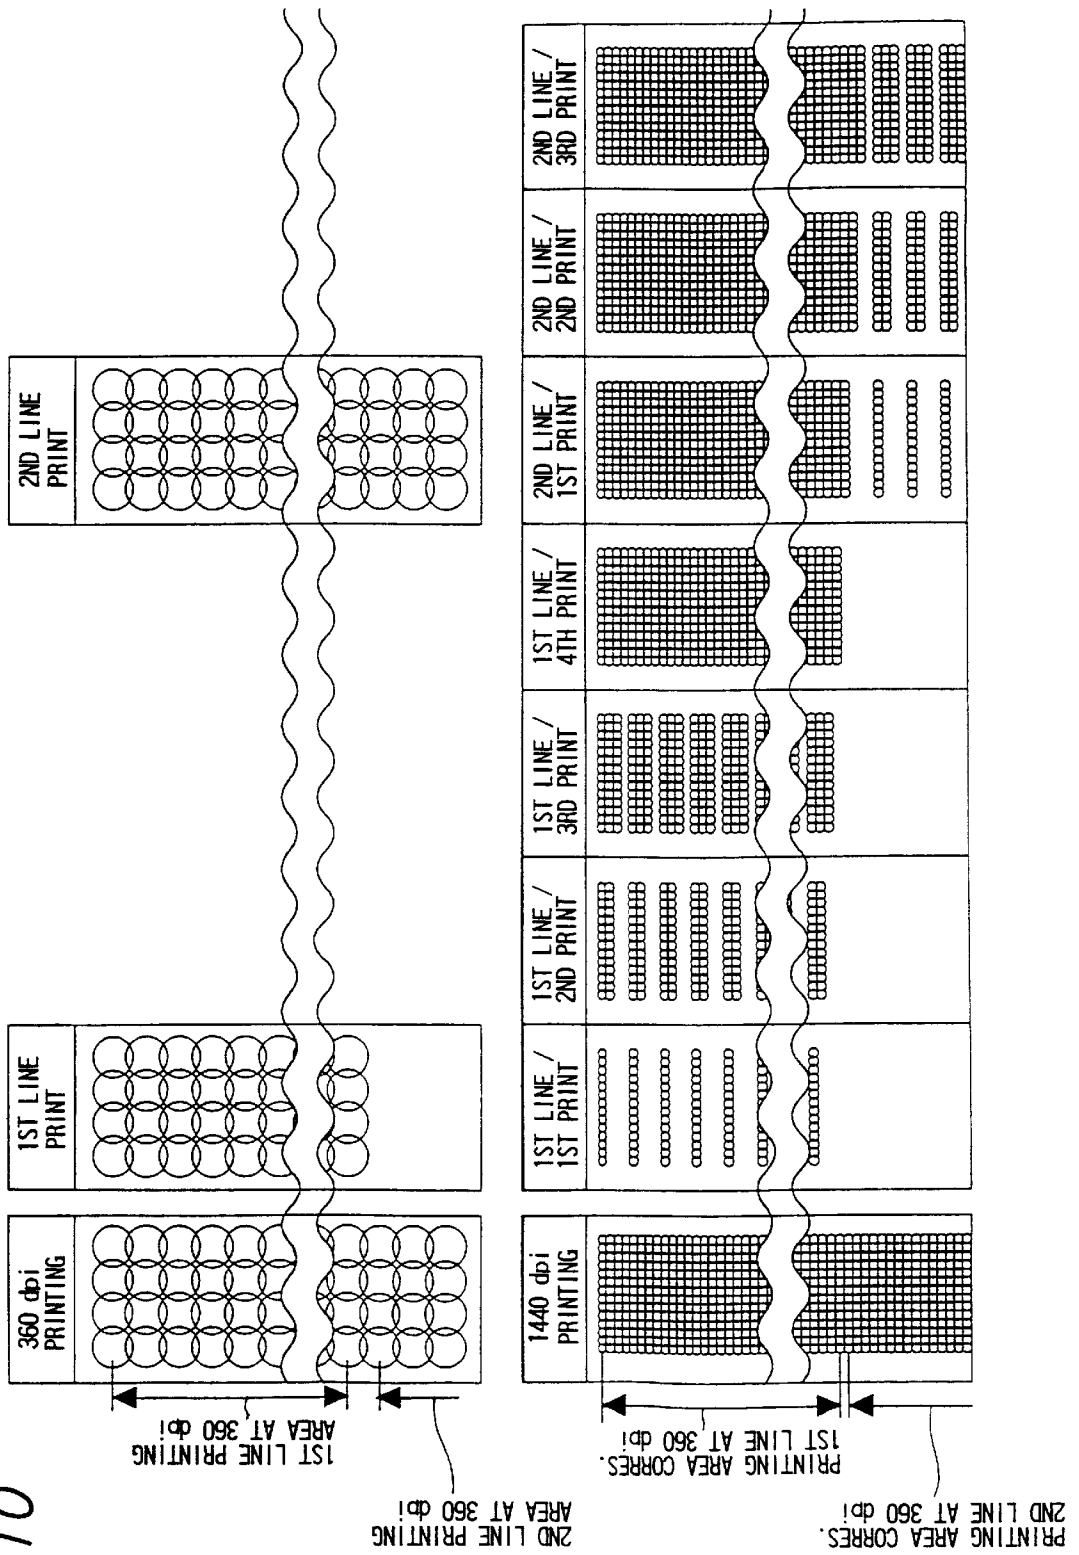 10
360 dpi
PRINTING
1ST LINE
PRINT
2ND LINE
PRINT
1ST LINE PRINTING
AREA AT 360 dpi
2ND LINE PRINTING
AREA AT 360 dpi
1440 dpi
PRINTING
1ST LINE /
1ST PRINT
1ST LINE /
2ND PRINT
1ST LINE /
3RD PRINT
1ST LINE /
4TH PRINT
2ND LINE /
1ST PRINT
2ND LINE /
2ND PRINT
2ND LINE /
3RD PRINT
PRINTING AREA CORRES.
1ST LINE AT 360 dpi
PRINTING AREA CORRES.
2ND LINE AT 360 dpi